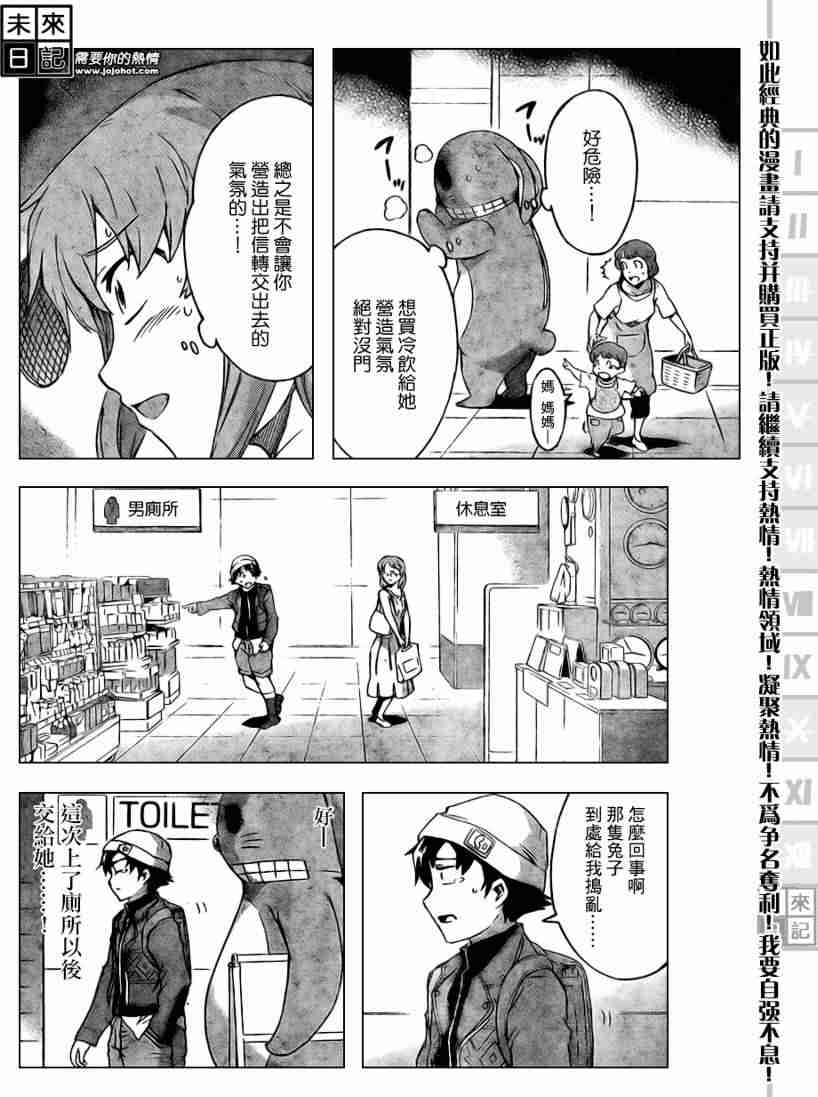 未來
日記
需要你的熱情
www.jojohot.com
好危險…！
想買冷飲給她
營造氣氛
絕對沒門
媽 媽媽—
總之是不會讓你
營造出把信轉交出去的
氣氛的…！
男廁所
休息室
怎麼回事啊
那隻兔子
到處給我搗亂……
TOILE
好—
這次上了廁所以後
交給她……！
如此經典的漫畫請支持并購買正版！請繼續支持熱情！熱情領域！凝聚熱情！不爲争名奪利！我要自强不息！
I
II
III
IV
V
VI
VII
VIII
IX
X
XI
來
記